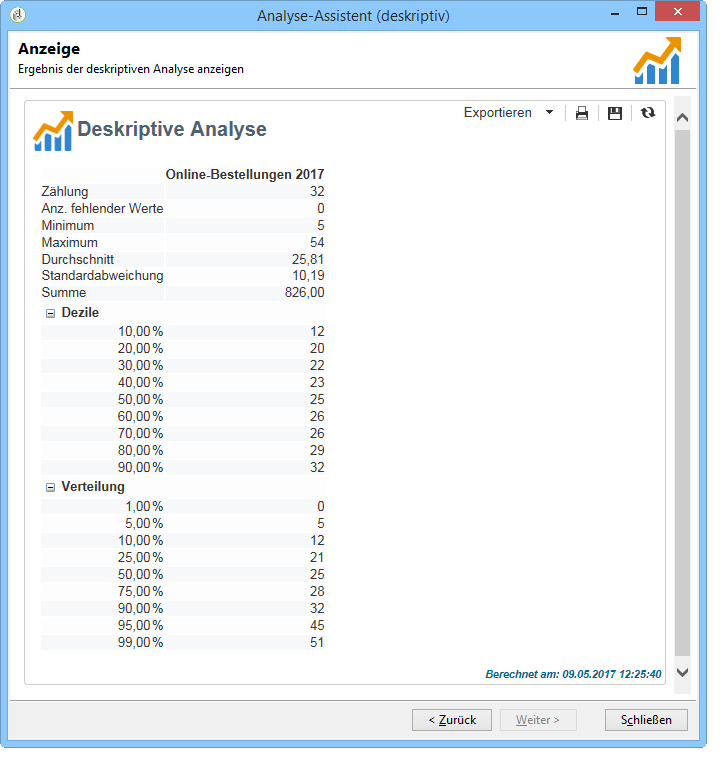 Analyse-Assistent (deskriptiv)
Anzeige
Ergebnis der deskriptiven Analyse anzeigen
Exportieren
Deskriptive Analyse
Online-Bestellungen 2017
Zählung 32
Anz. fehlender Werte 0
Minimum 5
Maximum 54
Durchschnitt 25,81
Standardabweichung 10,19
Summe 826,00
Dezile
10,00 % 12
20,00 % 20
30,00 % 22
40,00 % 23
50,00 % 25
60,00 % 26
70,00 % 26
80,00 % 29
90,00 % 32
Verteilung
1,00 % 0
5,00 % 5
10,00 % 12
25,00 % 21
50,00 % 25
75,00 % 28
90,00 % 32
95,00 % 45
99,00 % 51
Berechnet am: 09.05.2017 12:25:40
< Zurück Weiter > Schließen